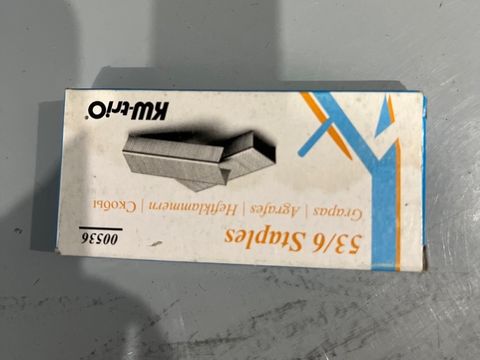 00536
53/6 Staples
Grapas | Agrafes | Heftklammern | Скобы
KW-triO®